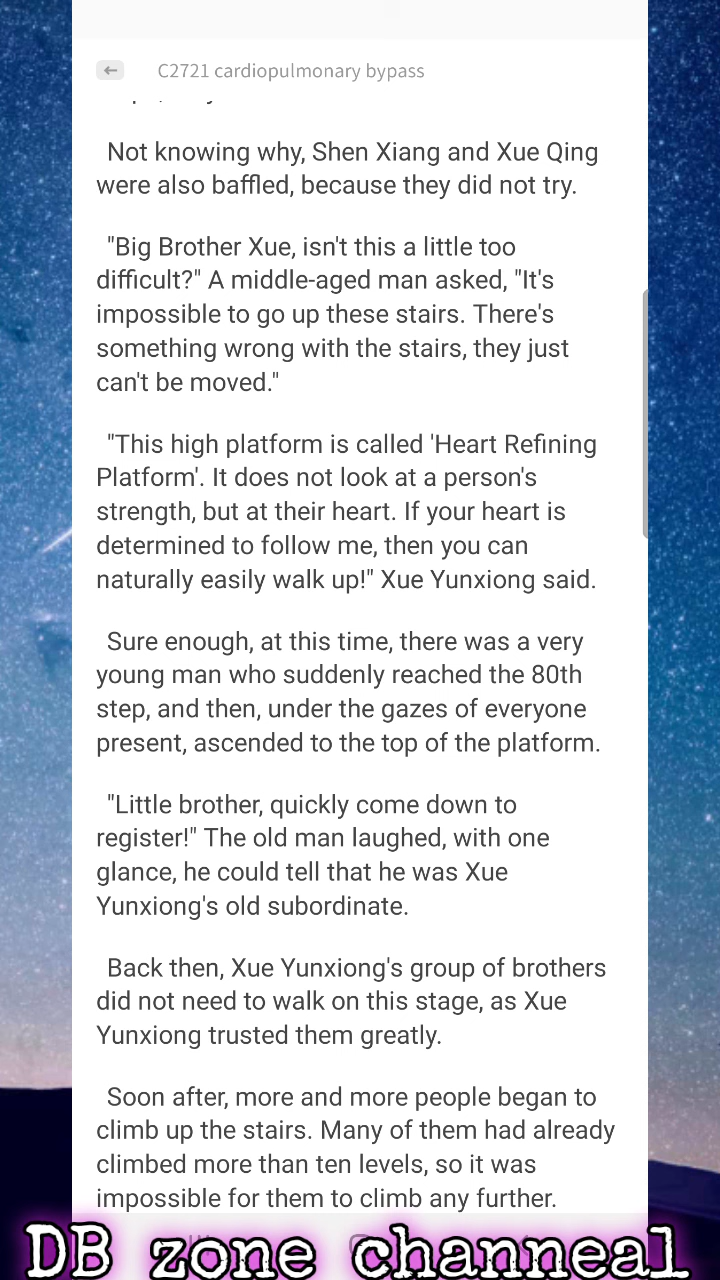 C2721 cardiopulmonary bypass
Not knowing why, Shen Xiang and Xue Qing
were also baffled, because they did not try.
"Big Brother Xue, isn't this a little too
difficult?" A middle-aged man asked, "It's
impossible to go up these stairs. There's
something wrong with the stairs, they just
can't be moved."
"This high platform is called 'Heart Refining
Platform'. It does not look at a person's
strength, but at their heart. If your heart is
determined to follow me, then you can
naturally easily walk up!" Xue Yunxiong said.
Sure enough, at this time, there was a very
young man who suddenly reached the 80th
step, and then, under the gazes of everyone
present, ascended to the top of the platform.
"Little brother, quickly come down to
register!" The old man laughed, with one
glance, he could tell that he was Xue
Yunxiong's old subordinate.
Back then, Xue Yunxiong's group of brothers
did not need to walk on this stage, as Xue
Yunxiong trusted them greatly.
Soon after, more and more people began to
climb up the stairs. Many of them had already
climbed more than ten levels, so it was
impossible for them to climb any further.
DB zone channeal